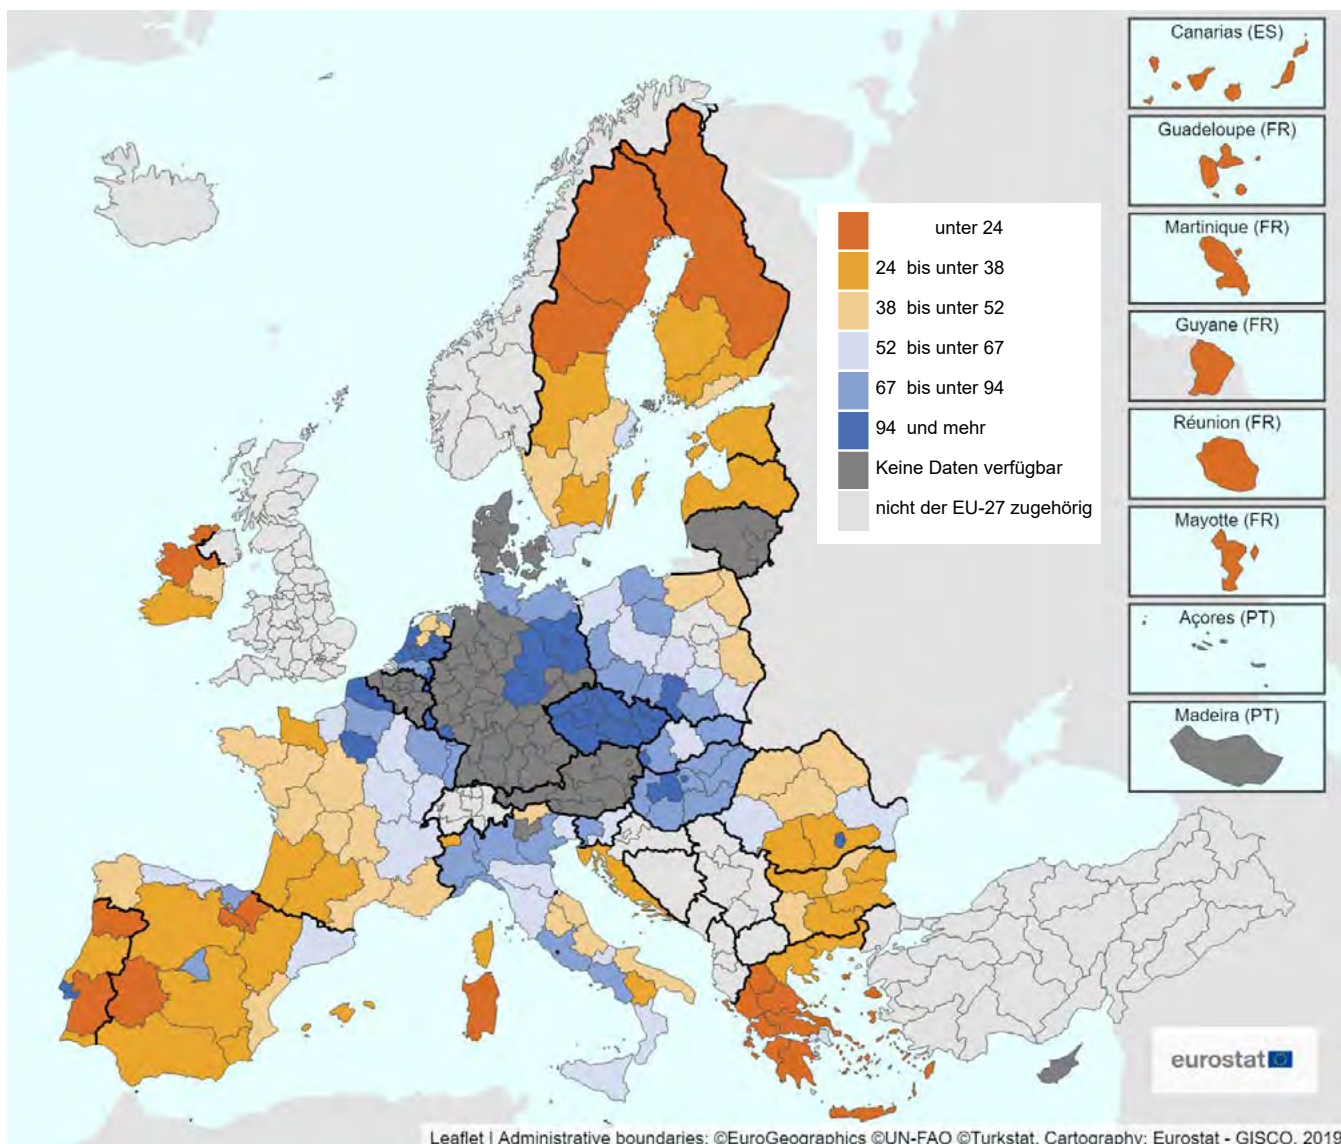 Canarias (ES)
Guadeloupe (FR)
Martinique (FR)
Guyane (FR)
Réunion (FR)
Mayotte (FR)
Açores (PT)
Madeira (PT)
unter 24
24 bis unter 38
38 bis unter 52
52 bis unter 67
67 bis unter 94
94 und mehr
Keine Daten verfügbar
nicht der EU-27 zugehörig
eurostat
Leaflet | Administrative boundaries: ©EuroGeographics ©UN-FAO ©Turkstat, Cartography: Eurostat - GISCO, 2019